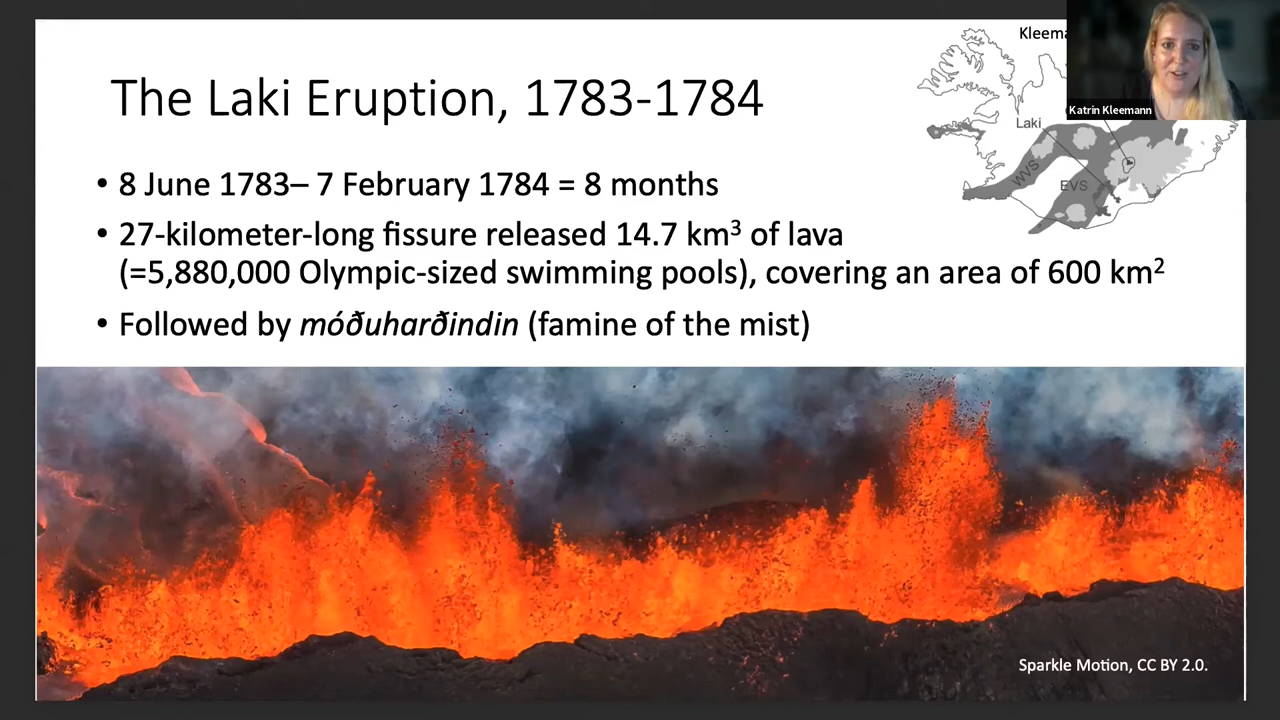 The Laki Eruption, 1783-1784
Kleema
Katrin Kleemann
Laki
WVS
EVS
• 8 June 1783– 7 February 1784 = 8 months
• 27-kilometer-long fissure released 14.7 km³ of lava
(=5,880,000 Olympic-sized swimming pools), covering an area of 600 km²
• Followed by móðuharðindin (famine of the mist)
Sparkle Motion, CC BY 2.0.